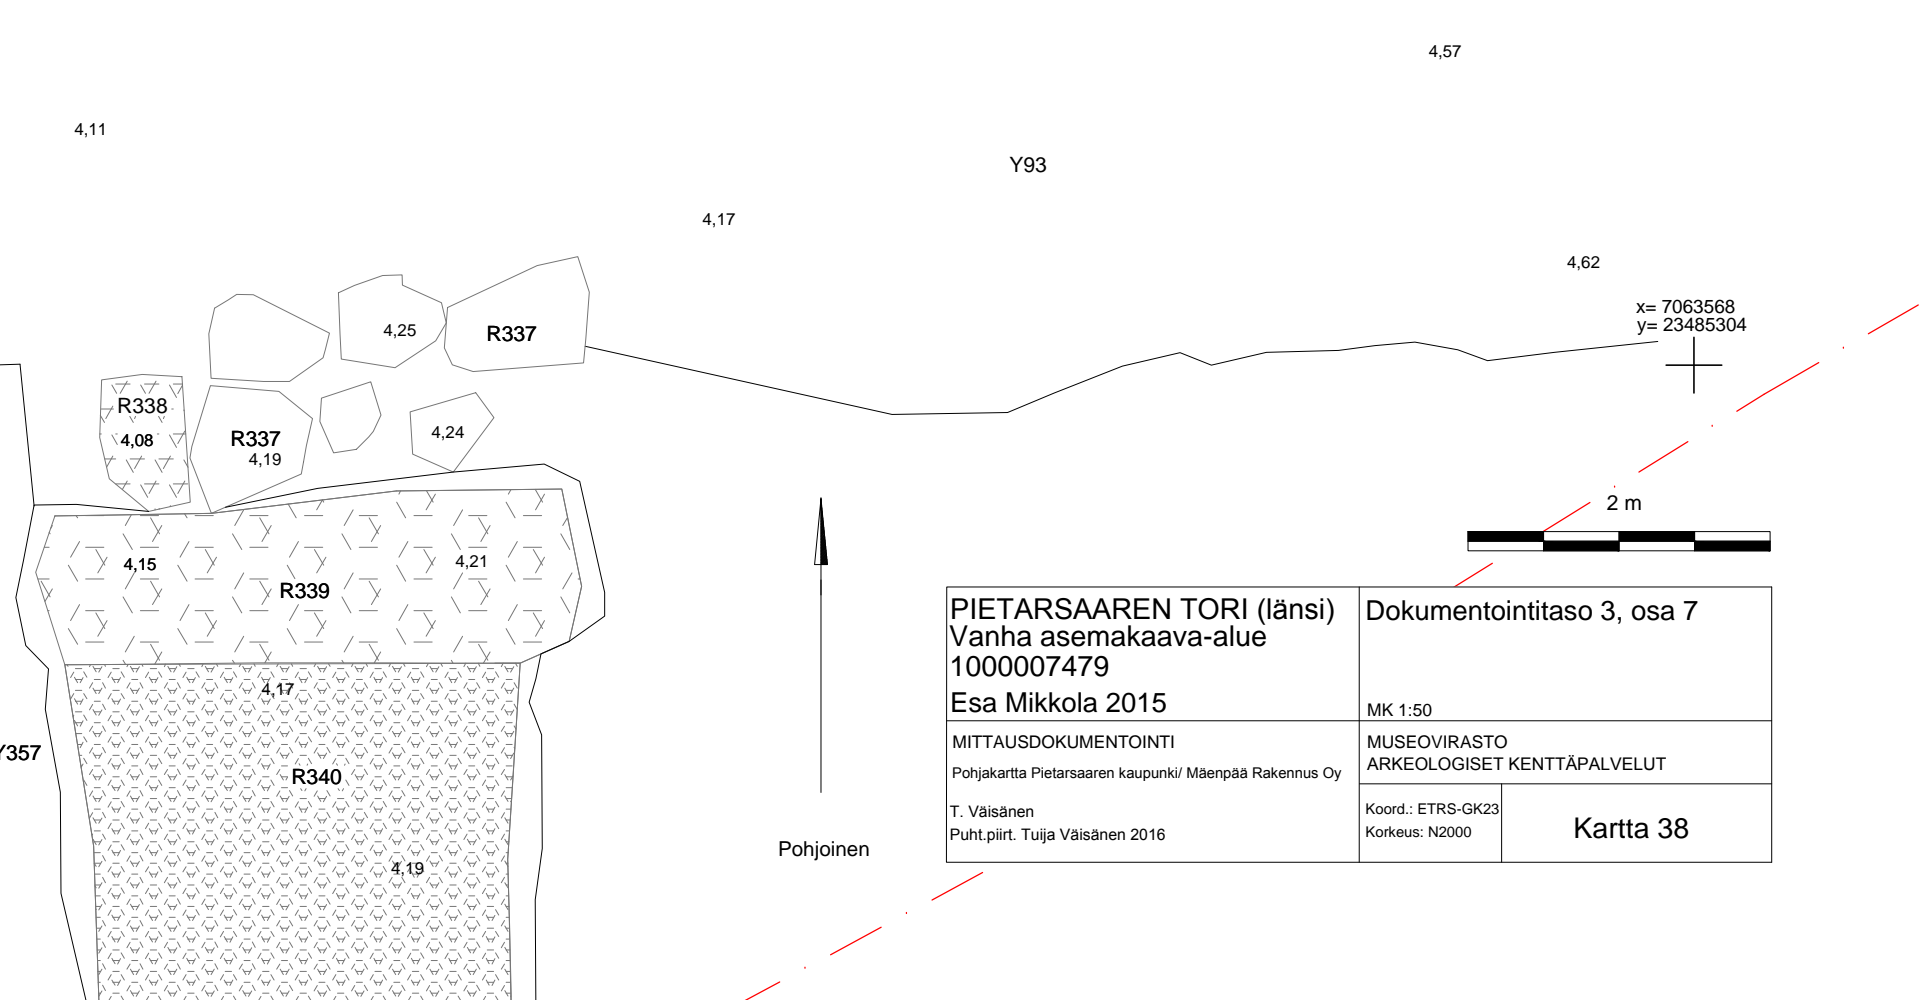 4,57
4,11
Y93
4,17
4,62
x= 7063568
y= 23485304
4,25
R337
R338
4,08
R337
4,19
4,24
2 m
4,15
4,21
R339
4,17
R340
Y357
4,19
Pohjoinen
PIETARSAAREN TORI (länsi)
Vanha asemakaava-alue
1000007479
Esa Mikkola 2015
Dokumentointitaso 3, osa 7
MK 1:50
MITTAUSDOKUMENTOINTI
Pohjakartta Pietarsaaren kaupunki/ Mäenpää Rakennus Oy
T. Väisänen
Puht.piirt. Tuija Väisänen 2016
MUSEOVIRASTO
ARKEOLOGISET KENTTÄPALVELUT
Koord.: ETRS-GK23
Korkeus: N2000
Kartta 38